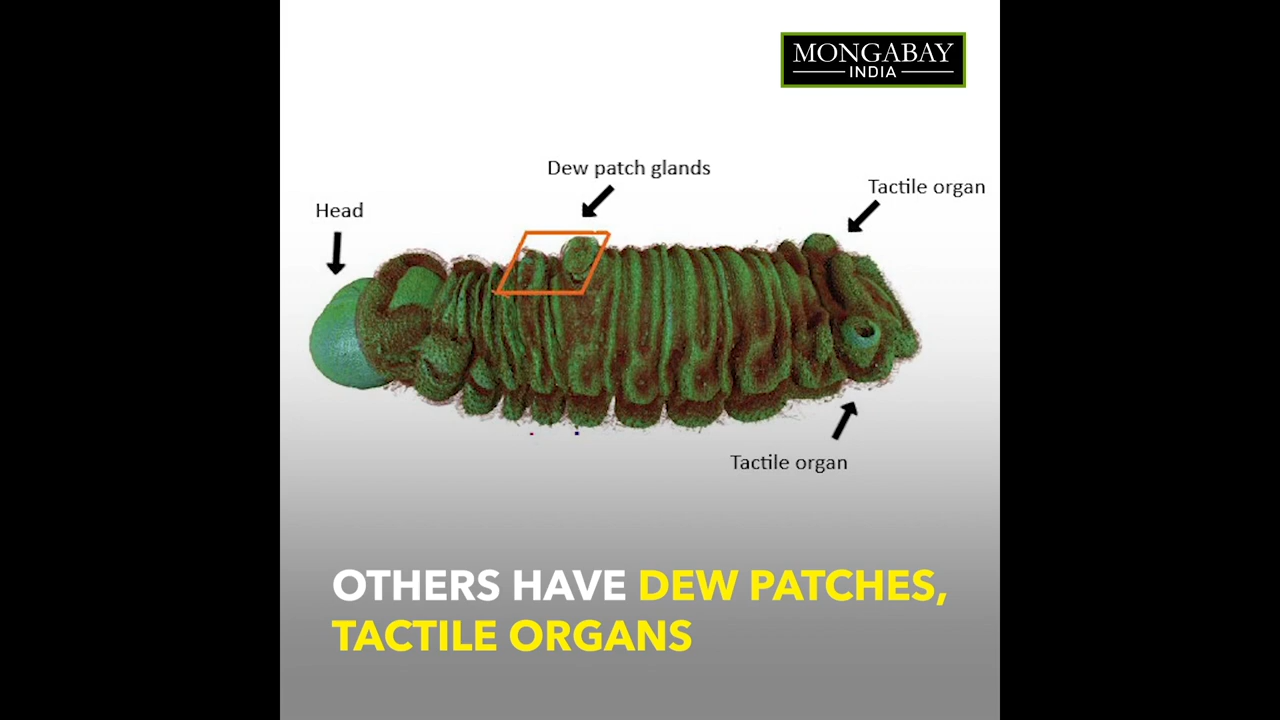 MONGABAY
INDIA
Dew patch glands
Tactile organ
Head
Tactile organ
OTHERS HAVE DEW PATCHES,
TACTILE ORGANS